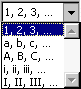 1, 2, 3, ...
1, 2, 3, ...
a, b, c, ...
A, B, C, ...
i, ii, iii, ...
I, II, III, ...